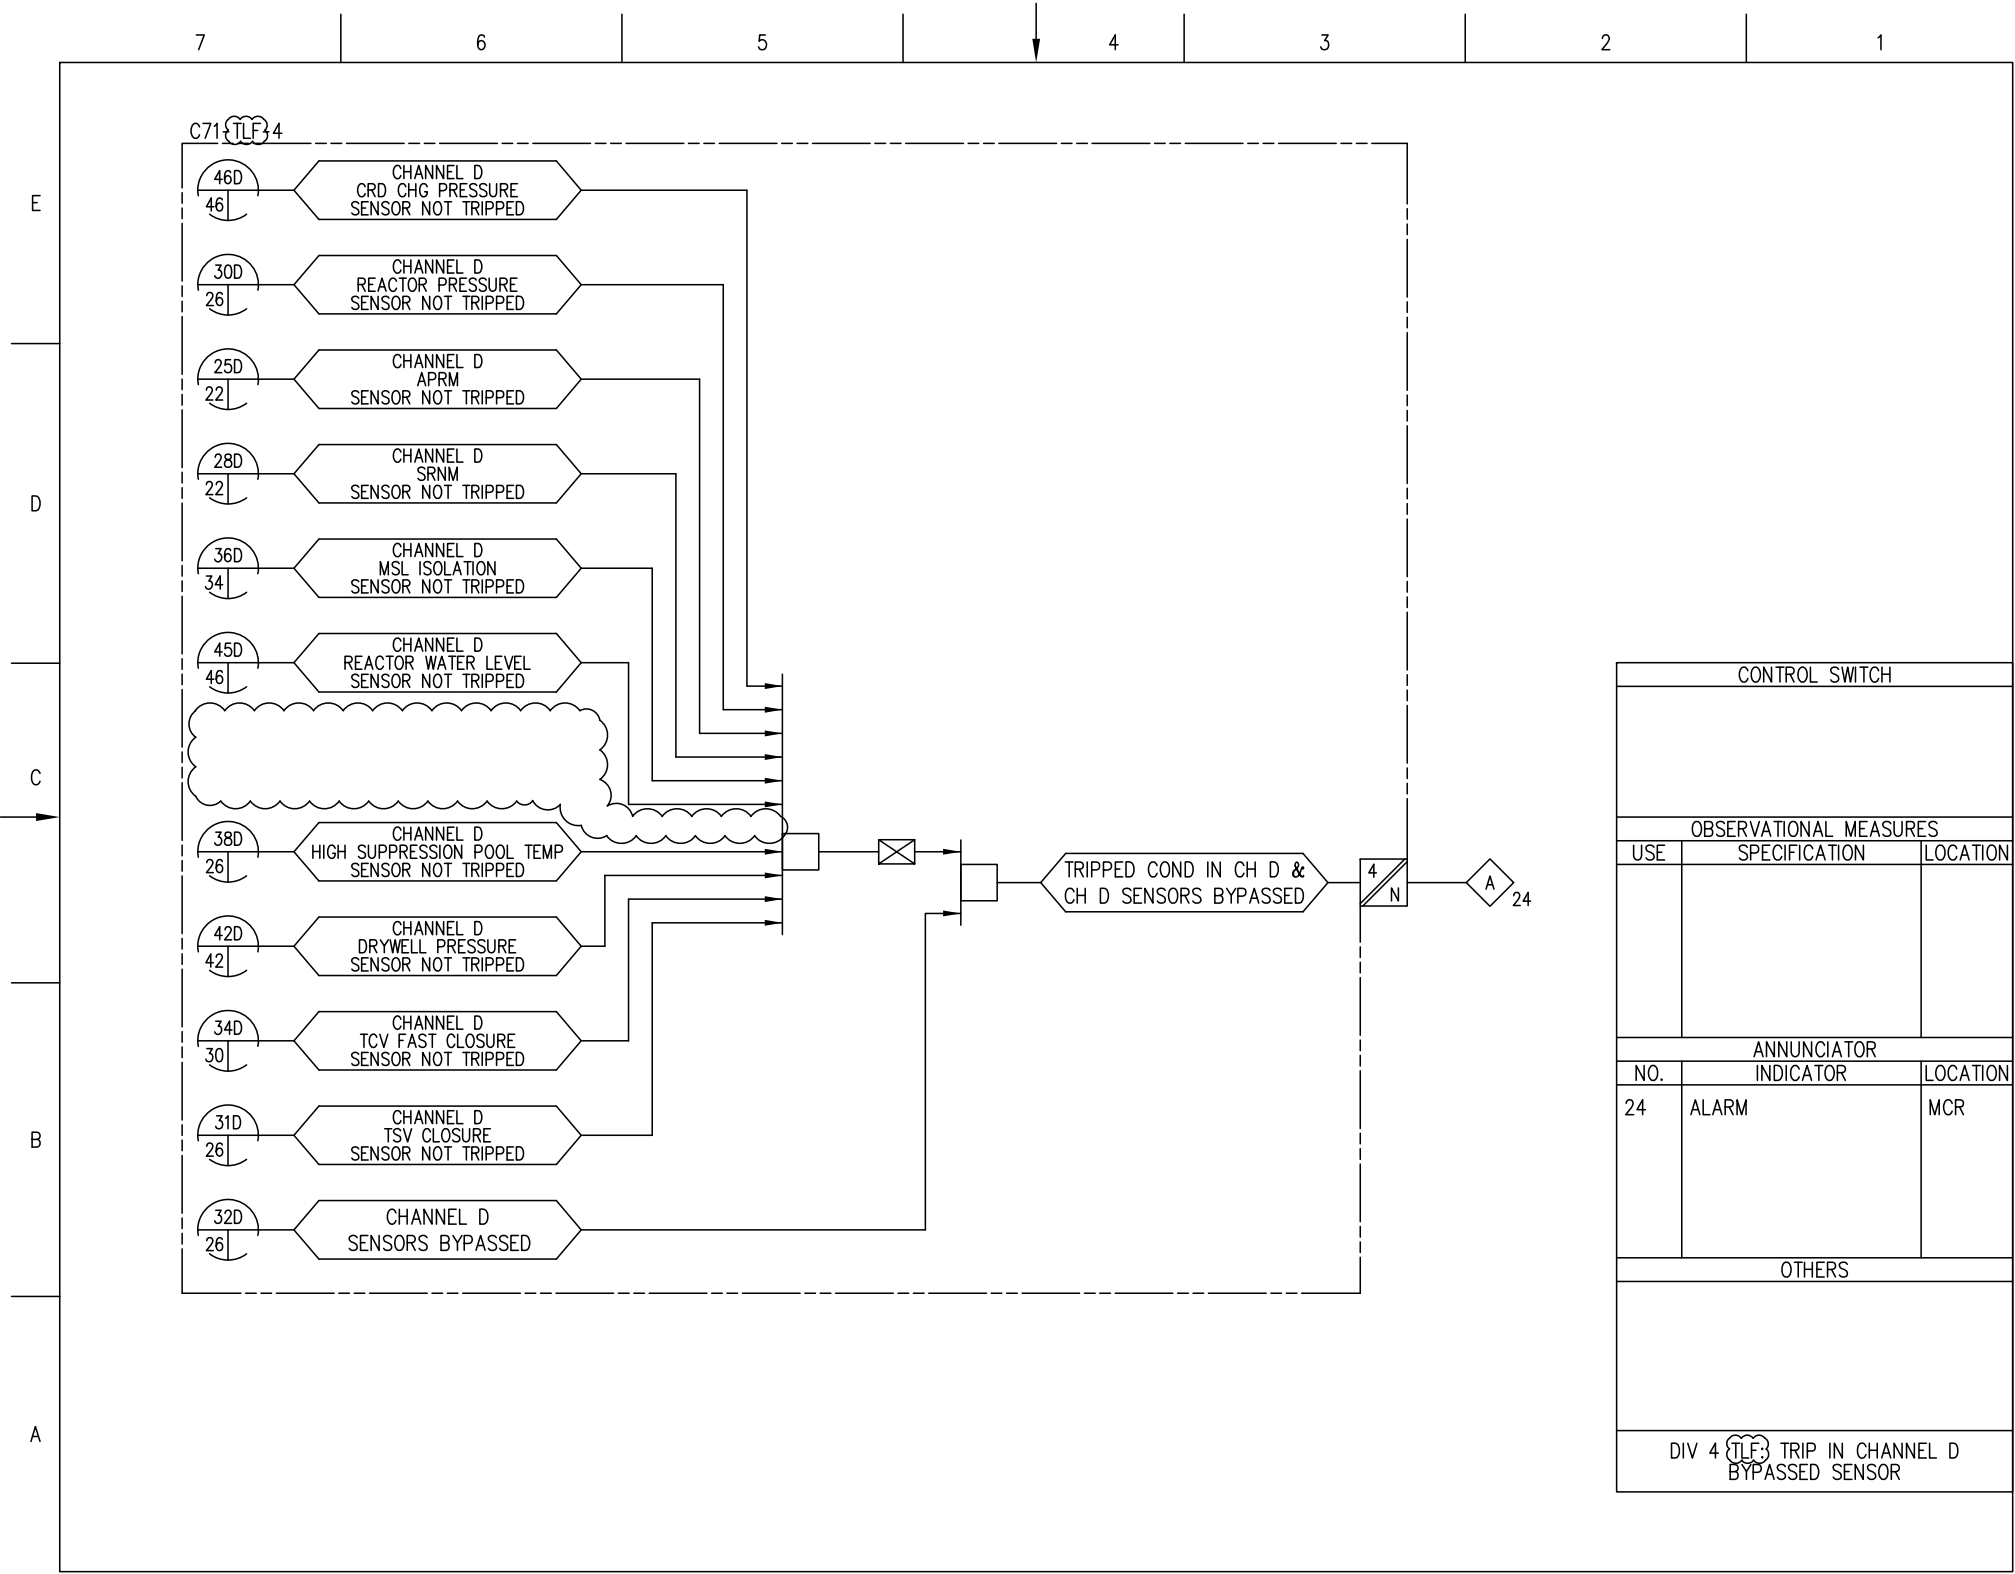 7 6 5 4 3 2 1
C71-TLF-4
E
46D
46
CHANNEL D
CRD CHG PRESSURE
SENSOR NOT TRIPPED
30D
26
CHANNEL D
REACTOR PRESSURE
SENSOR NOT TRIPPED
25D
22
CHANNEL D
APRM
SENSOR NOT TRIPPED
D
28D
22
CHANNEL D
SRNM
SENSOR NOT TRIPPED
36D
34
CHANNEL D
MSL ISOLATION
SENSOR NOT TRIPPED
45D
46
CHANNEL D
REACTOR WATER LEVEL
SENSOR NOT TRIPPED
C
38D
26
CHANNEL D
HIGH SUPPRESSION POOL TEMP
SENSOR NOT TRIPPED
42D
42
CHANNEL D
DRYWELL PRESSURE
SENSOR NOT TRIPPED
34D
30
CHANNEL D
TCV FAST CLOSURE
SENSOR NOT TRIPPED
B
31D
26
CHANNEL D
TSV CLOSURE
SENSOR NOT TRIPPED
32D
26
CHANNEL D
SENSORS BYPASSED
A
TRIPPED COND IN CH D &
CH D SENSORS BYPASSED
4
N
A
24
CONTROL SWITCH
OBSERVATIONAL MEASURES
USE SPECIFICATION LOCATION
ANNUNCIATOR
NO. INDICATOR LOCATION
24 ALARM MCR
OTHERS
DIV 4 TLF: TRIP IN CHANNEL D
BYPASSED SENSOR